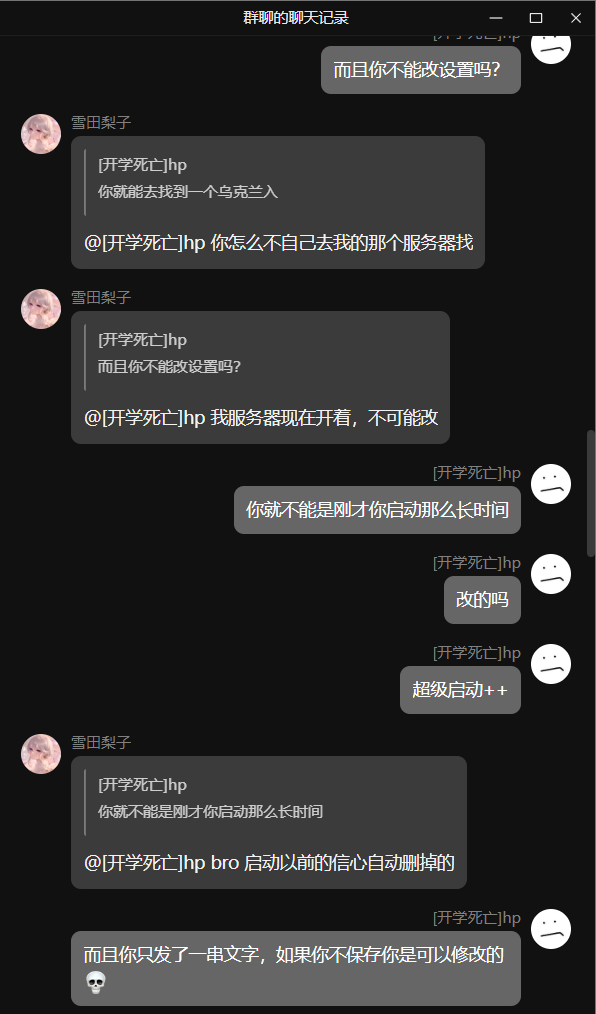 群聊的聊天记录
[开学死亡]hp
而且你不能改设置吗？
雪田梨子
[开学死亡]hp
你就能去找到一个乌克兰入
@[开学死亡]hp 你怎么不自己去我的那个服务器找
雪田梨子
[开学死亡]hp
而且你不能改设置吗？
@[开学死亡]hp 我服务器现在开着，不可能改
[开学死亡]hp
你就不能是刚才你启动那么长时间
[开学死亡]hp
改的吗
[开学死亡]hp
超级启动++
雪田梨子
[开学死亡]hp
你就不能是刚才你启动那么长时间
@[开学死亡]hp bro 启动以前的信心自动删掉的
[开学死亡]hp
而且你只发了一串文字，如果你不保存你是可以修改的
💀